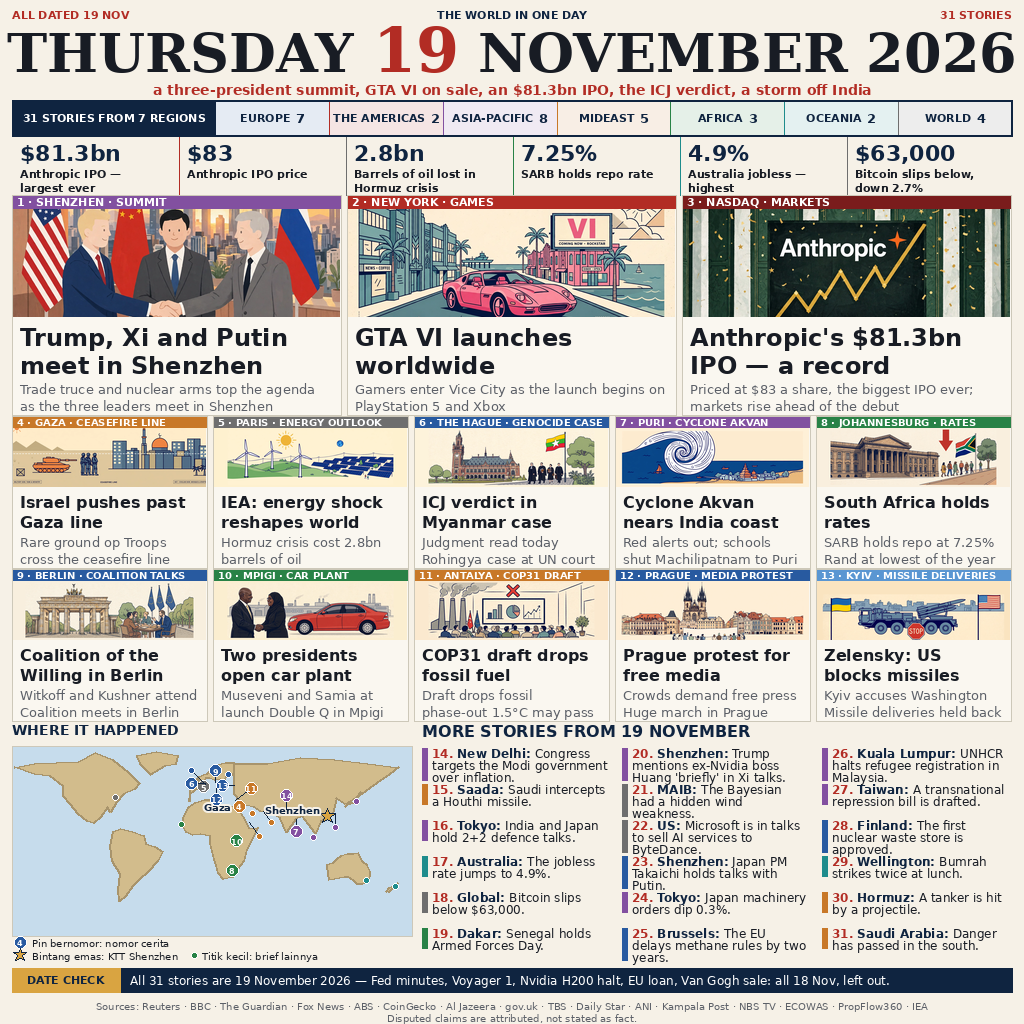 ALL DATED 19 NOV
THE WORLD IN ONE DAY
31 STORIES
THURSDAY 19 NOVEMBER 2026
a three-president summit, GTA VI on sale, an $81.3bn IPO, the ICJ verdict, a storm off India
31 STORIES FROM 7 REGIONS
EUROPE 7
THE AMERICAS 2
ASIA-PACIFIC 8
MIDEAST 5
AFRICA 3
OCEANIA 2
WORLD 4
$81.3bn
Anthropic IPO —
largest ever
$83
Anthropic IPO price
2.8bn
Barrels of oil lost in
Hormuz crisis
7.25%
SARB holds repo rate
4.9%
Australia jobless —
highest
$63,000
Bitcoin slips below,
down 2.7%
1 · SHENZHEN · SUMMIT
Trump, Xi and Putin
meet in Shenzhen
Trade truce and nuclear arms top the agenda
as the three leaders meet in Shenzhen
2 · NEW YORK · GAMES
NEWS • COFFEE
VI
COMING NOW • ROCKSTAR
GTA VI launches
worldwide
Gamers enter Vice City as the launch begins on
PlayStation 5 and Xbox
3 · NASDAQ · MARKETS
Anthropic
Anthropic's $81.3bn
IPO — a record
Priced at $83 a share, the biggest IPO ever;
markets rise ahead of the debut
4 · GAZA · CEASEFIRE LINE
Israel pushes past
Gaza line
Rare ground op Troops
cross the ceasefire line
5 · PARIS · ENERGY OUTLOOK
IEA: energy shock
reshapes world
Hormuz crisis cost 2.8bn
barrels of oil
6 · THE HAGUE · GENOCIDE CASE
ICJ verdict in
Myanmar case
Judgment read today
Rohingya case at UN court
7 · PURI · CYCLONE AKVAN
Cyclone Akvan
nears India coast
Red alerts out; schools
shut Machilipatnam to Puri
8 · JOHANNESBURG · RATES
South Africa holds
rates
SARB holds repo at 7.25%
Rand at lowest of the year
9 · BERLIN · COALITION TALKS
Coalition of the
Willing in Berlin
Witkoff and Kushner attend
Coalition meets in Berlin
10 · MPIGI · CAR PLANT
Two presidents
open car plant
Museveni and Samia at
launch Double Q in Mpigi
11 · ANTALYA · COP31 DRAFT
COP31 draft drops
fossil fuel
Draft drops fossil
phase-out 1.5°C may pass
12 · PRAGUE · MEDIA PROTEST
Prague protest for
free media
Crowds demand free press
Huge march in Prague
13 · KYIV · MISSILE DELIVERIES
STOP
Zelensky: US
blocks missiles
Kyiv accuses Washington
Missile deliveries held back
WHERE IT HAPPENED
6
5
9
13
12
Gaza
4
11
14
Shenzhen
7
10
8
4 Pin bernomor: nomor cerita
Bintang emas: KTT Shenzhen
Titik kecil: brief lainnya
MORE STORIES FROM 19 NOVEMBER
14. New Delhi: Congress
targets the Modi government
over inflation.
15. Saada: Saudi intercepts
a Houthi missile.
16. Tokyo: India and Japan
hold 2+2 defence talks.
17. Australia: The jobless
rate jumps to 4.9%.
18. Global: Bitcoin slips
below $63,000.
19. Dakar: Senegal holds
Armed Forces Day.
20. Shenzhen: Trump
mentions ex-Nvidia boss
Huang 'briefly' in Xi talks.
21. MAIB: The Bayesian
had a hidden wind
weakness.
22. US: Microsoft is in talks
to sell AI services to
ByteDance.
23. Shenzhen: Japan PM
Takaichi holds talks with
Putin.
24. Tokyo: Japan machinery
orders dip 0.3%.
25. Brussels: The EU
delays methane rules by two
years.
26. Kuala Lumpur: UNHCR
halts refugee registration in
Malaysia.
27. Taiwan: A transnational
repression bill is drafted.
28. Finland: The first
nuclear waste store is
approved.
29. Wellington: Bumrah
strikes twice at lunch.
30. Hormuz: A tanker is hit
by a projectile.
31. Saudi Arabia: Danger
has passed in the south.
DATE CHECK
All 31 stories are 19 November 2026 — Fed minutes, Voyager 1, Nvidia H200 halt, EU loan, Van Gogh sale: all 18 Nov, left out.
Sources: Reuters · BBC · The Guardian · Fox News · ABS · CoinGecko · Al Jazeera · gov.uk · TBS · Daily Star · ANI · Kampala Post · NBS TV · ECOWAS · PropFlow360 · IEA
Disputed claims are attributed, not stated as fact.